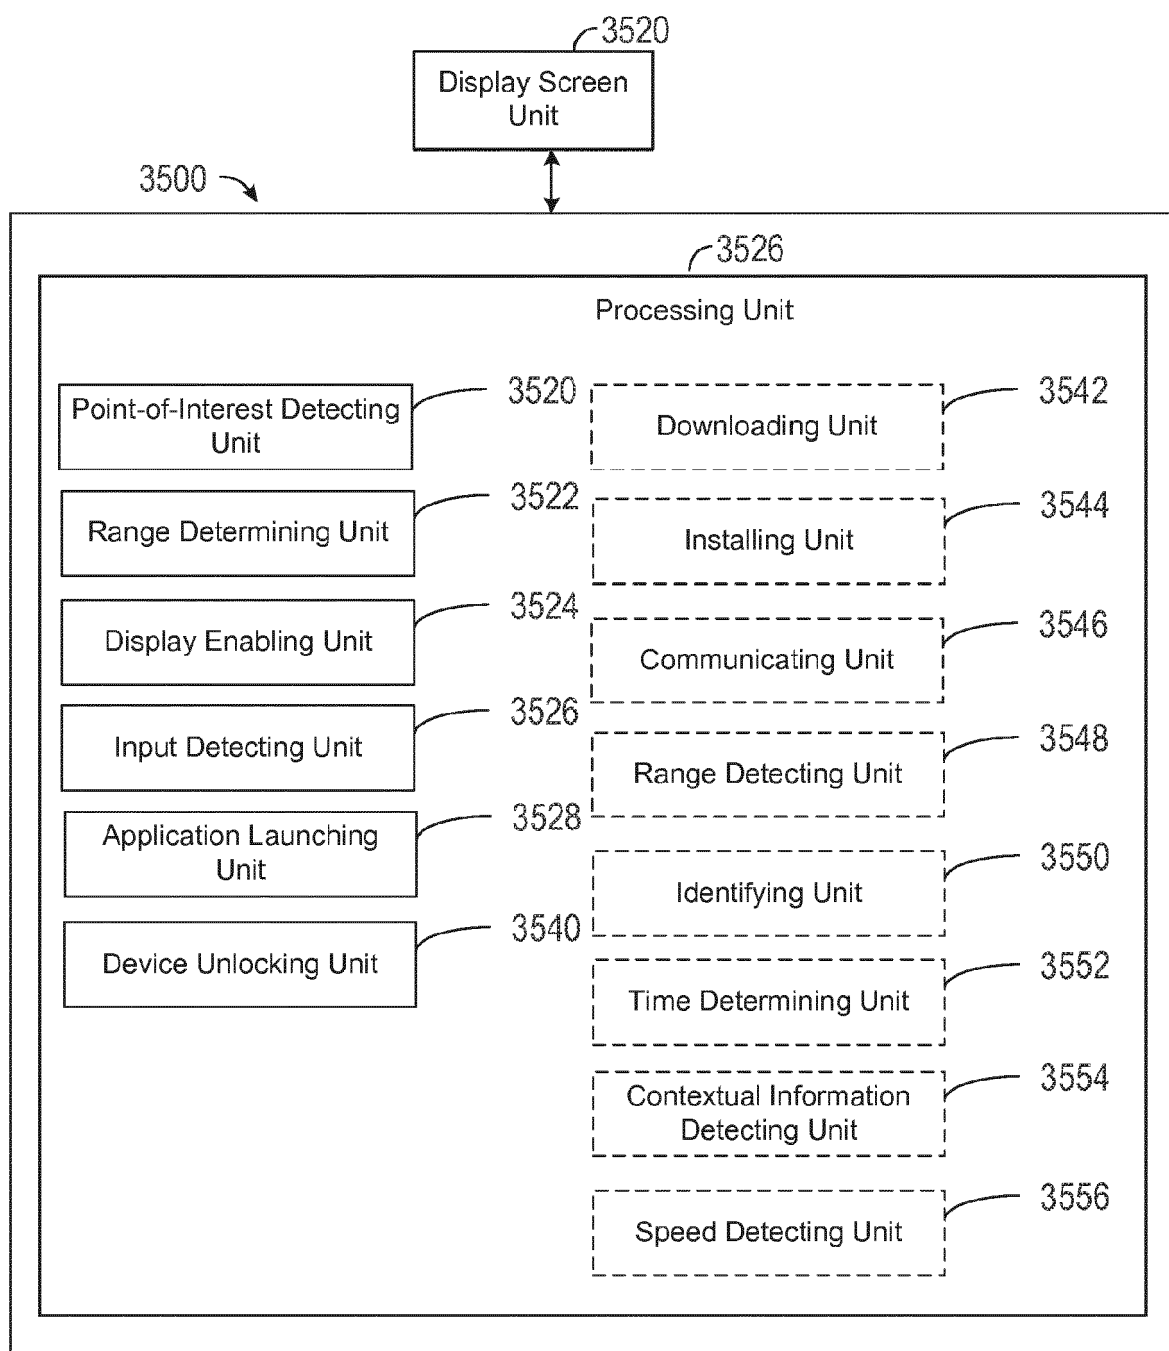 3520
Display Screen
Unit
3500
3526
Processing Unit
Point-of-Interest Detecting
Unit
3520
Range Determining Unit
3522
Display Enabling Unit
3524
Input Detecting Unit
3526
Application Launching
Unit
3528
Device Unlocking Unit
3540
Downloading Unit
3542
Installing Unit
3544
Communicating Unit
3546
Range Detecting Unit
3548
Identifying Unit
3550
Time Determining Unit
3552
Contextual Information
Detecting Unit
3554
Speed Detecting Unit
3556